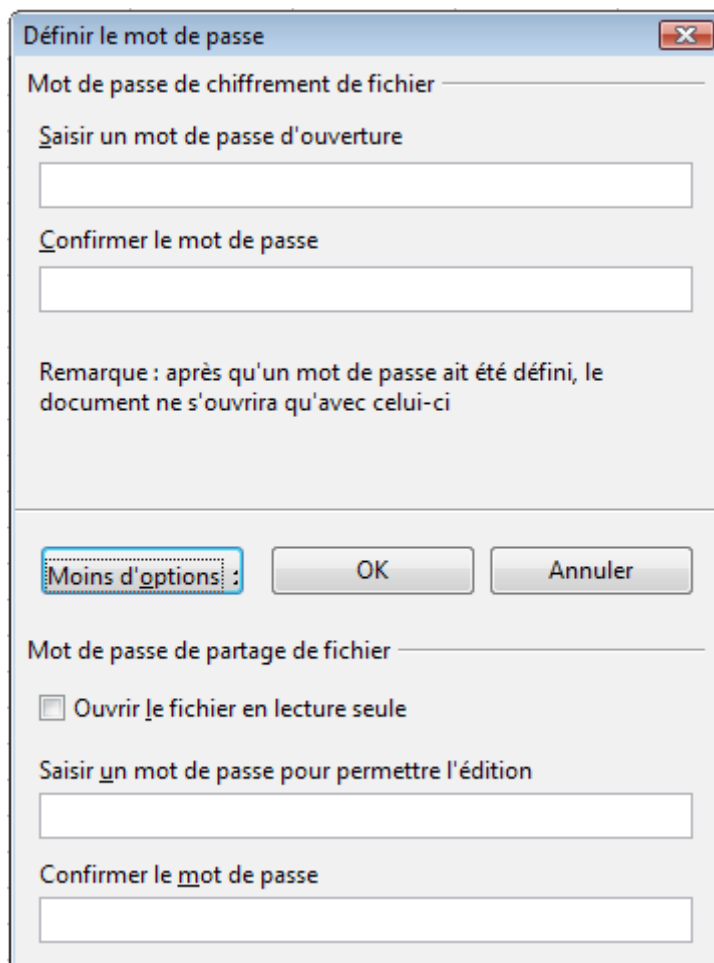 Définir le mot de passe
Mot de passe de chiffrement de fichier
Saisir un mot de passe d'ouverture
Confirmer le mot de passe
Remarque : après qu'un mot de passe ait été défini, le
document ne s'ouvrira qu'avec celui-ci
Moins d'options :
OK
Annuler
Mot de passe de partage de fichier
Ouvrir le fichier en lecture seule
Saisir un mot de passe pour permettre l'édition
Confirmer le mot de passe